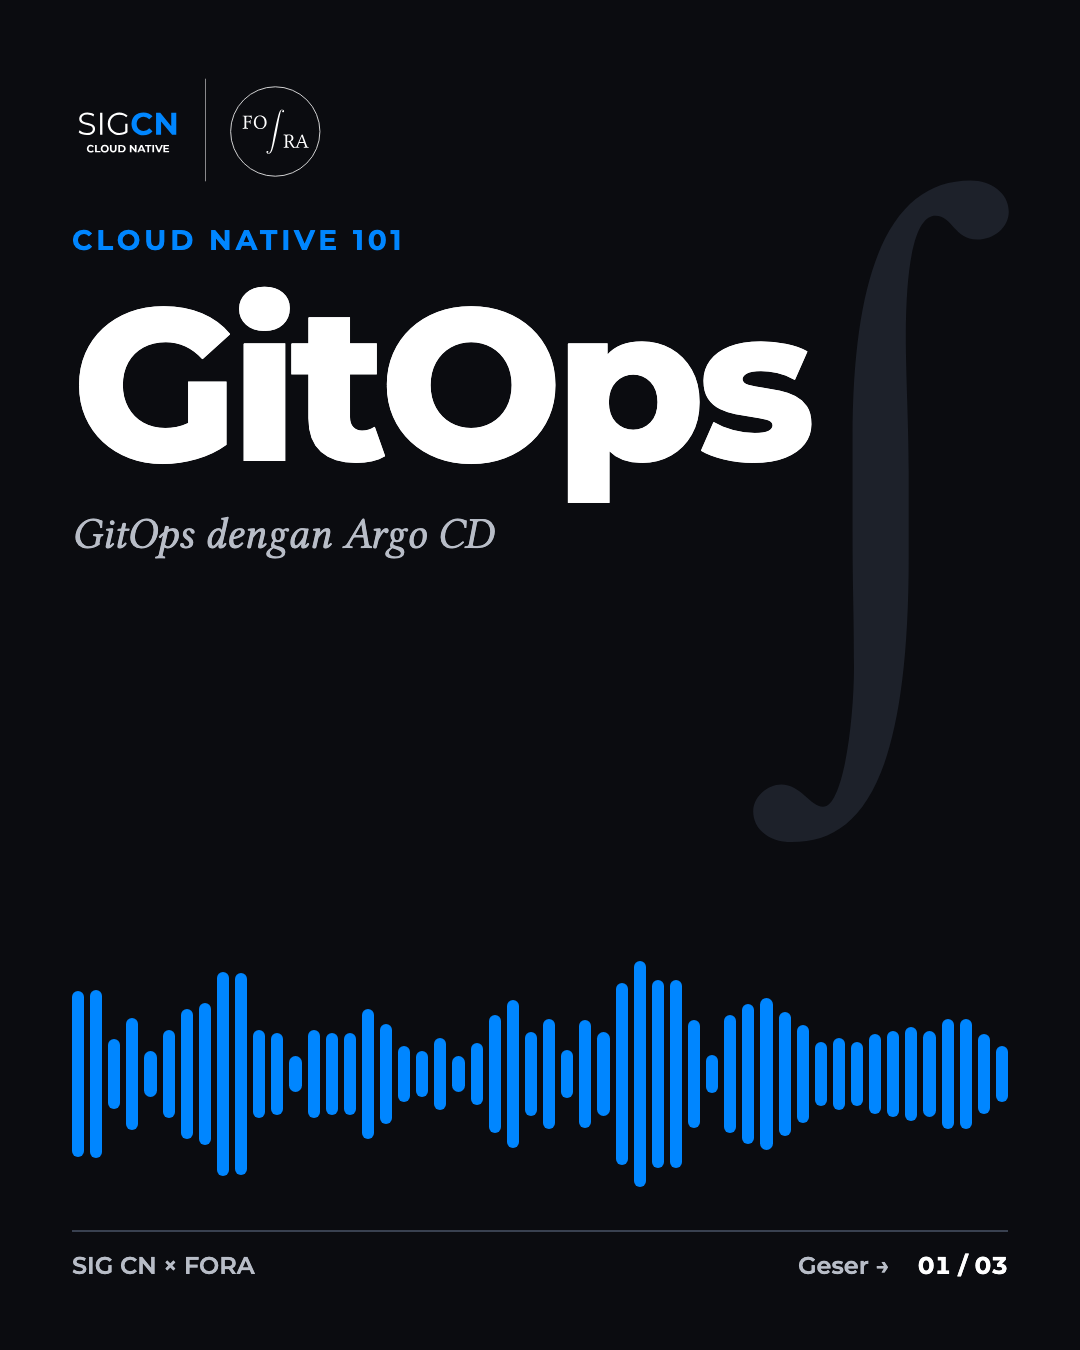 SIGCN
CLOUD NATIVE
FO∫RA
CLOUD NATIVE 101
GitOps
GitOps dengan Argo CD
∫
SIG CN × FORA
Geser → 01 / 03